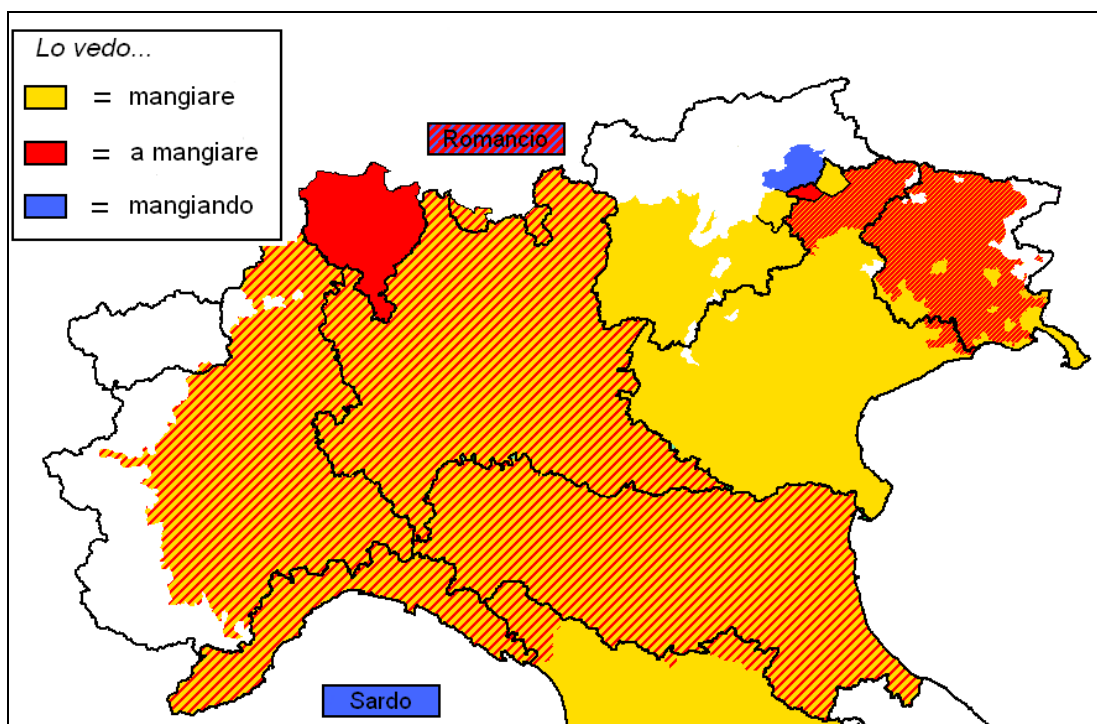 Lo vedo...
= mangiare
= a mangiare
= mangiando
Romancio
Sardo